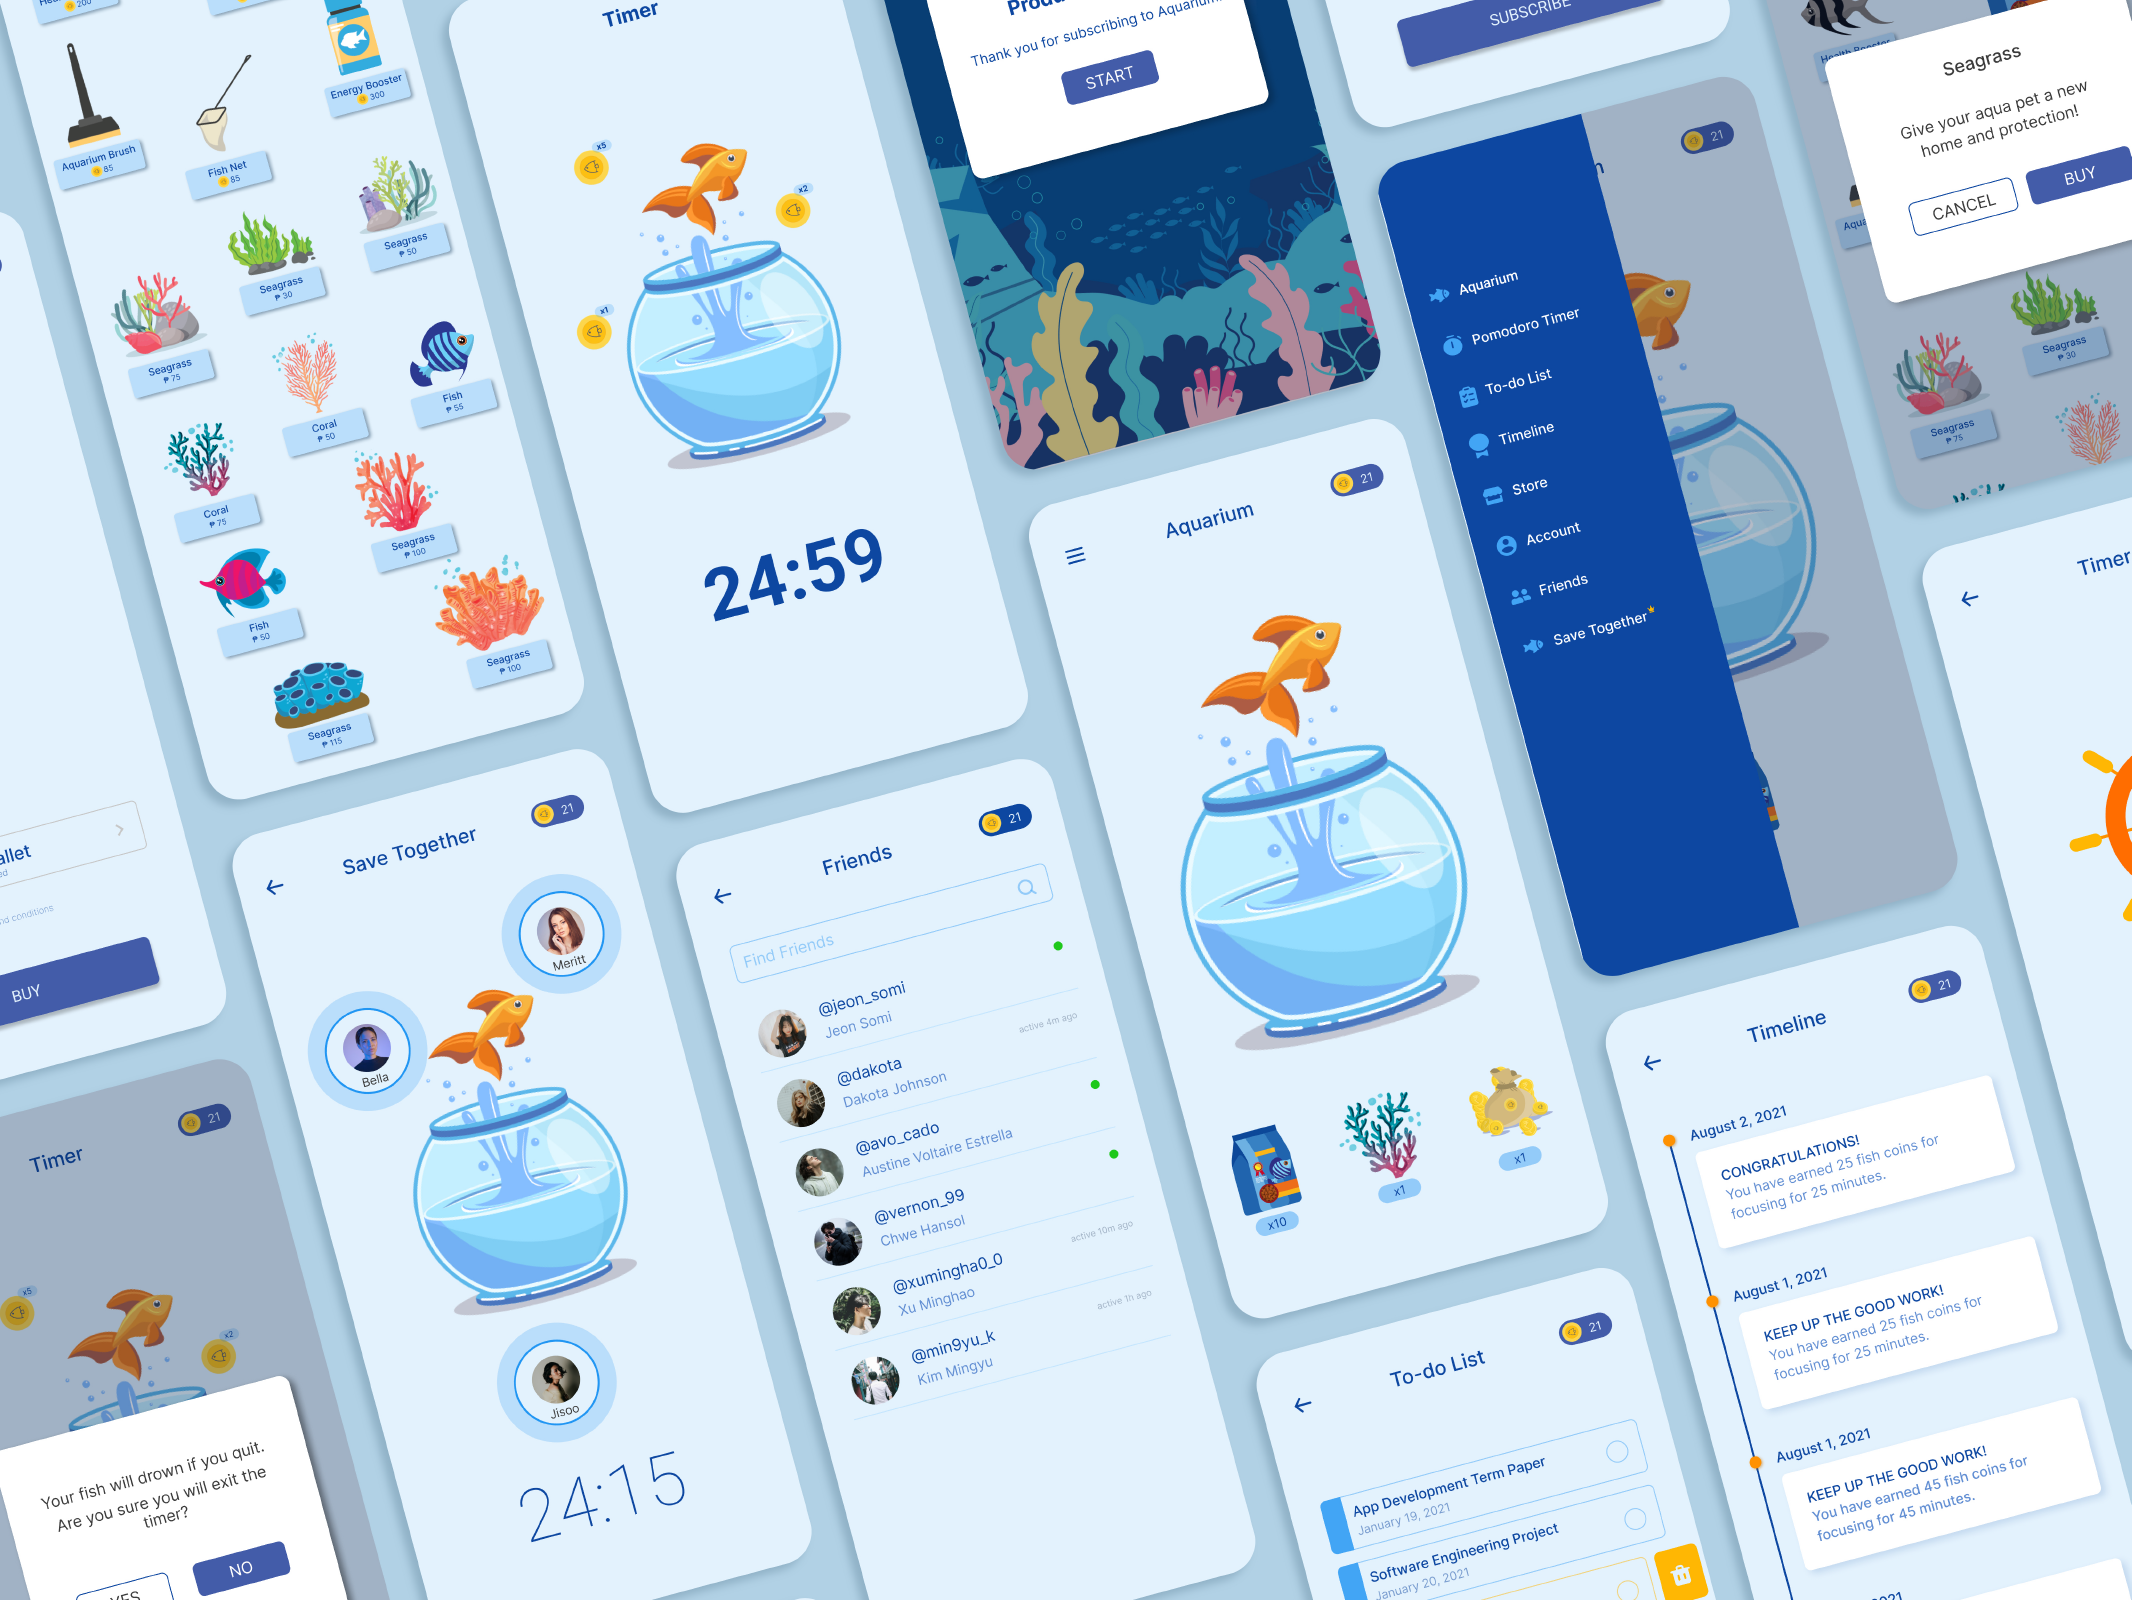 200
Aquarium Brush
85
Fish Net
85
Energy Booster
300
Seagrass
₱ 50
Seagrass
₱ 30
Seagrass
₱ 75
Coral
₱ 50
Fish
₱ 55
Coral
₱ 75
Seagrass
₱ 100
Fish
₱ 50
Seagrass
₱ 100
Seagrass
₱ 115
Timer
x5
x2
x1
24:59
Thank you for subscribing to Aquarium
START
SUBSCRIBE
Seagrass
Give your aqua pet a new
home and protection!
CANCEL
BUY
Seagrass
₱ 30
Seagrass
₱ 75
21
Aquarium
Pomodoro Timer
To-do List
Timeline
Store
Account
Friends
Save Together
Aquarium
21
x10
x1
x1
Timer
and conditions
BUY
Save Together
21
Meritt
Bella
Jisoo
24:15
Friends
21
Find Friends
@jeon_somi
Jeon Somi
@dakota
Dakota Johnson
active 4m ago
@avo_cado
Austine Voltaire Estrella
@vernon_99
Chwe Hansol
@xumingha0_0
Xu Minghao
active 10m ago
@min9yu_k
Kim Mingyu
active 1h ago
Timer
21
x5
x2
Your fish will drown if you quit.
Are you sure you will exit the
timer?
YES
NO
To-do List
21
App Development Term Paper
January 19, 2021
Software Engineering Project
January 20, 2021
Timeline
21
August 2, 2021
CONGRATULATIONS!
You have earned 25 fish coins for
focusing for 25 minutes.
August 1, 2021
KEEP UP THE GOOD WORK!
You have earned 25 fish coins for
focusing for 25 minutes.
August 1, 2021
KEEP UP THE GOOD WORK!
You have earned 45 fish coins for
focusing for 45 minutes.
2021